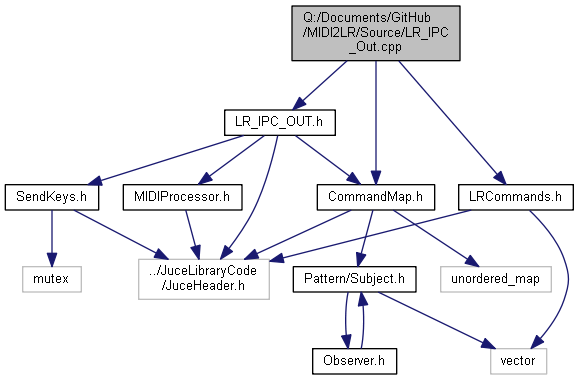 Q:/Documents/GitHub
/MIDI2LR/Source/LR_IPC
_Out.cpp
LR_IPC_OUT.h
SendKeys.h
MIDIProcessor.h
CommandMap.h
LRCommands.h
mutex
../JuceLibraryCode
/JuceHeader.h
Pattern/Subject.h
unordered_map
Observer.h
vector